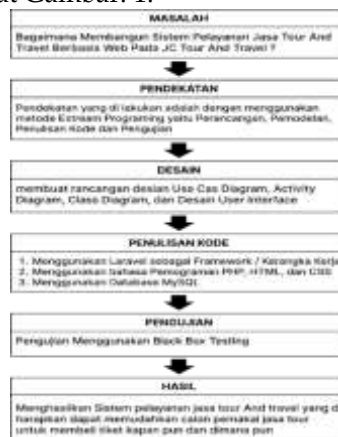 at Gambar. 1.
MASALAH
Bagaimana Membangun Sistem Pelayanan Jasa Tour And
Travel Berbasis Web Pada JC Tour And Travel ?
PENDEKATAN
Pendekatan yang di lakukan adalah dengan menggunakan
metode Extream Programing yaitu Perancangan, Pemodelan,
Penulisan Kode dan Pengujian
DESAIN
membuat rancangan desian Use Cas Diagram, Activity
Diagram, Class Diagram, dan Desain User Interface
PENULISAN KODE
1. Menggunakan Laravel sebagai Framework / Kerangka Kerja
2. Menggunakan bahasa Pemograman PHP, HTML, dan CSS
3. Menggunakan Database MySQL
PENGUJIAN
Pengujian Menggunakan Black Box Testing
HASIL
Menghasilkan Sistem pelayanan jasa tour And travel yang d
harapkan dapat memudahkan calon pemakai jasa tour
untuk membeli tiket kapan pun dan dimana pun